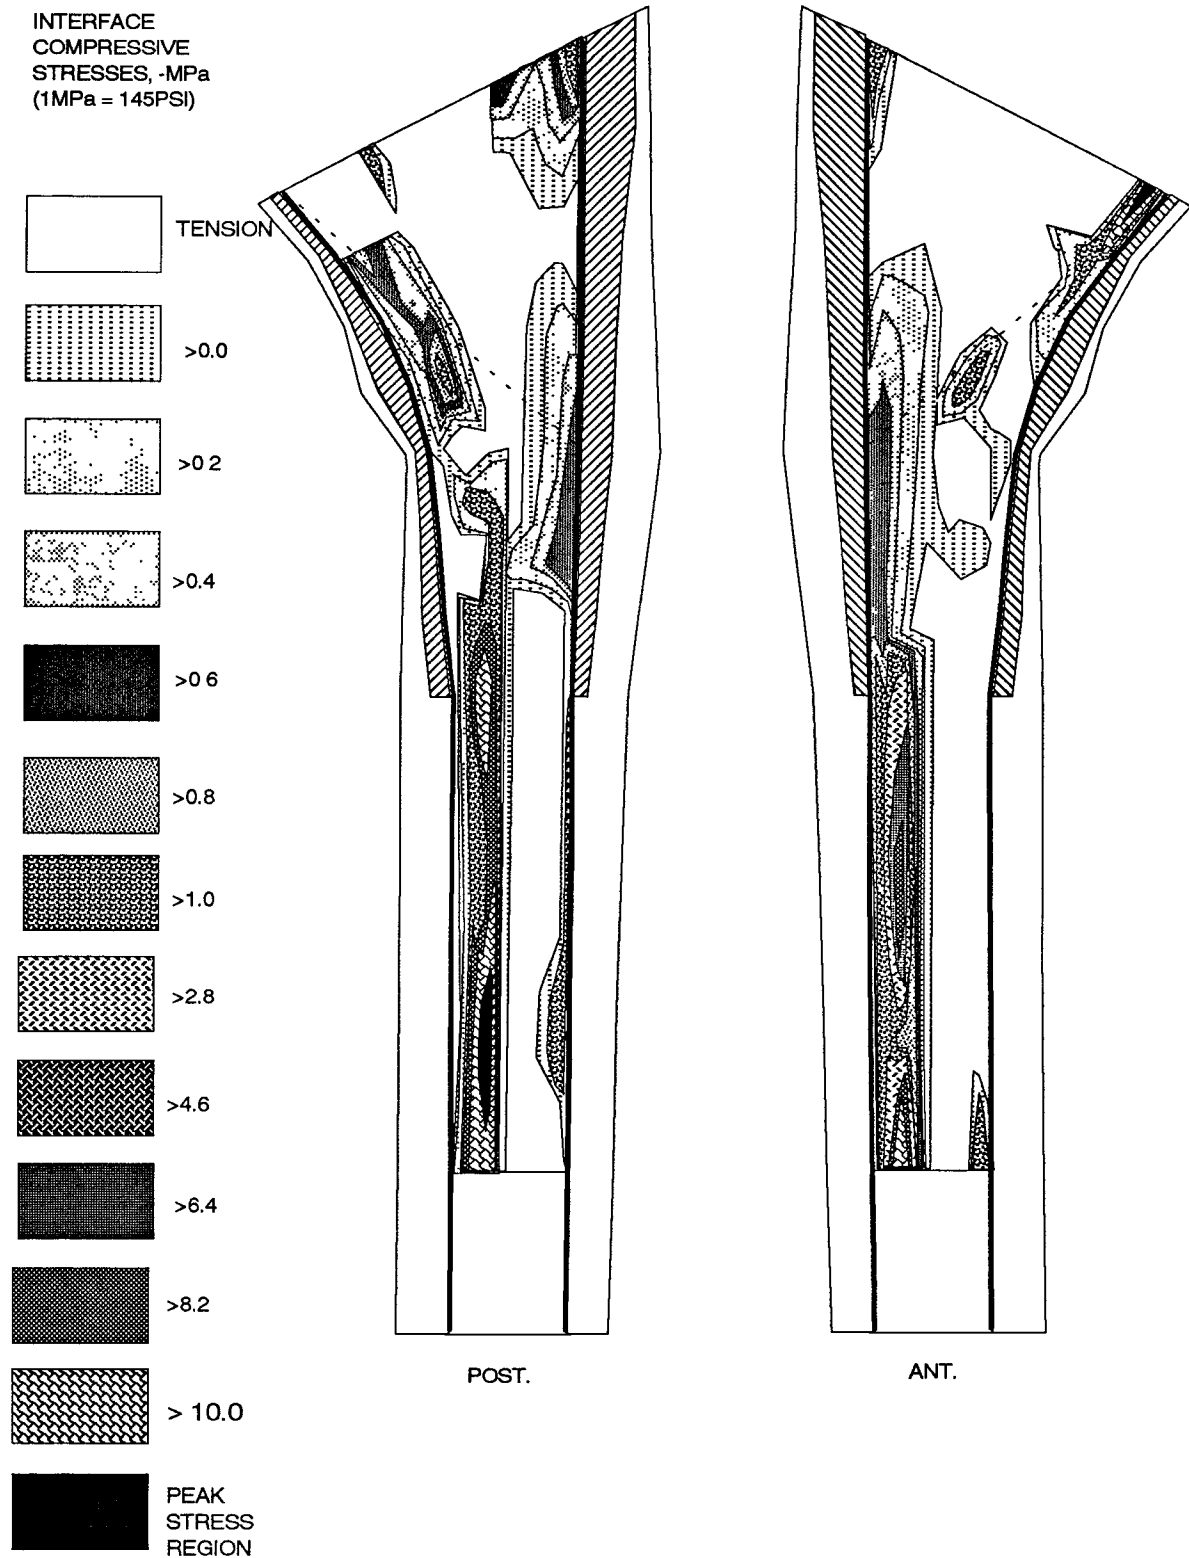 INTERFACE
COMPRESSIVE
STRESSES, -MPa
(1MPa = 145PSI)
TENSION
>0.0
>0 2
>0.4
>0 6
>0.8
>1.0
>2.8
>4.6
>6.4
>8.2
> 10.0
PEAK
STRESS
REGION
POST.
ANT.